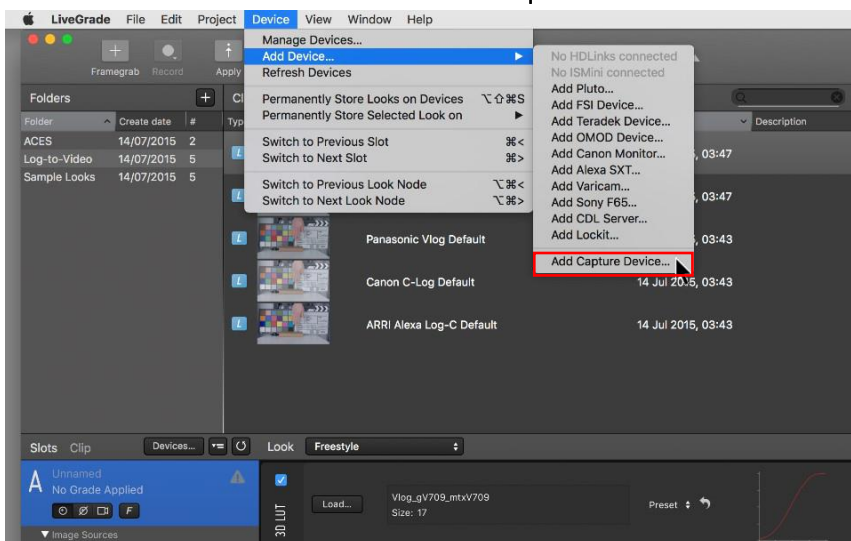 LiveGrade File Edit Project Device View Window Help
Manage Devices...
Add Device...
Refresh Devices
Permanently Store Looks on Devices ⌥⇧⌘S
Permanently Store Selected Look on
Switch to Previous Slot ⌘<
Switch to Next Slot ⌘>
Switch to Previous Look Node ⌥⌘<
Switch to Next Look Node ⌥⌘>
No HDLinks connected
No ISMini connected
Add Pluto...
Add FSI Device...
Add Teradek Device...
Add OMOD Device...
Add Canon Monitor...
Add Alexa SXT...
Add Varicam...
Add Sony F65...
Add CDL Server...
Add Lockit...
Add Capture Device...
Framegrab Record Apply
Folders Cl
Folder Create date # Typ Description
ACES 14/07/2015 2
Log-to-Video 14/07/2015 5
Sample Looks 14/07/2015 5
L , 03:47
L , 03:47
L Panasonic Vlog Default , 03:43
L Canon C-Log Default 14 Jul 2015, 03:43
L ARRI Alexa Log-C Default 14 Jul 2015, 03:43
Slots Clip Devices... Look Freestyle
A Unnamed
No Grade Applied
F
Image Sources
3D LUT Load... Vlog_gV709_mtxV709
Size: 17
Preset